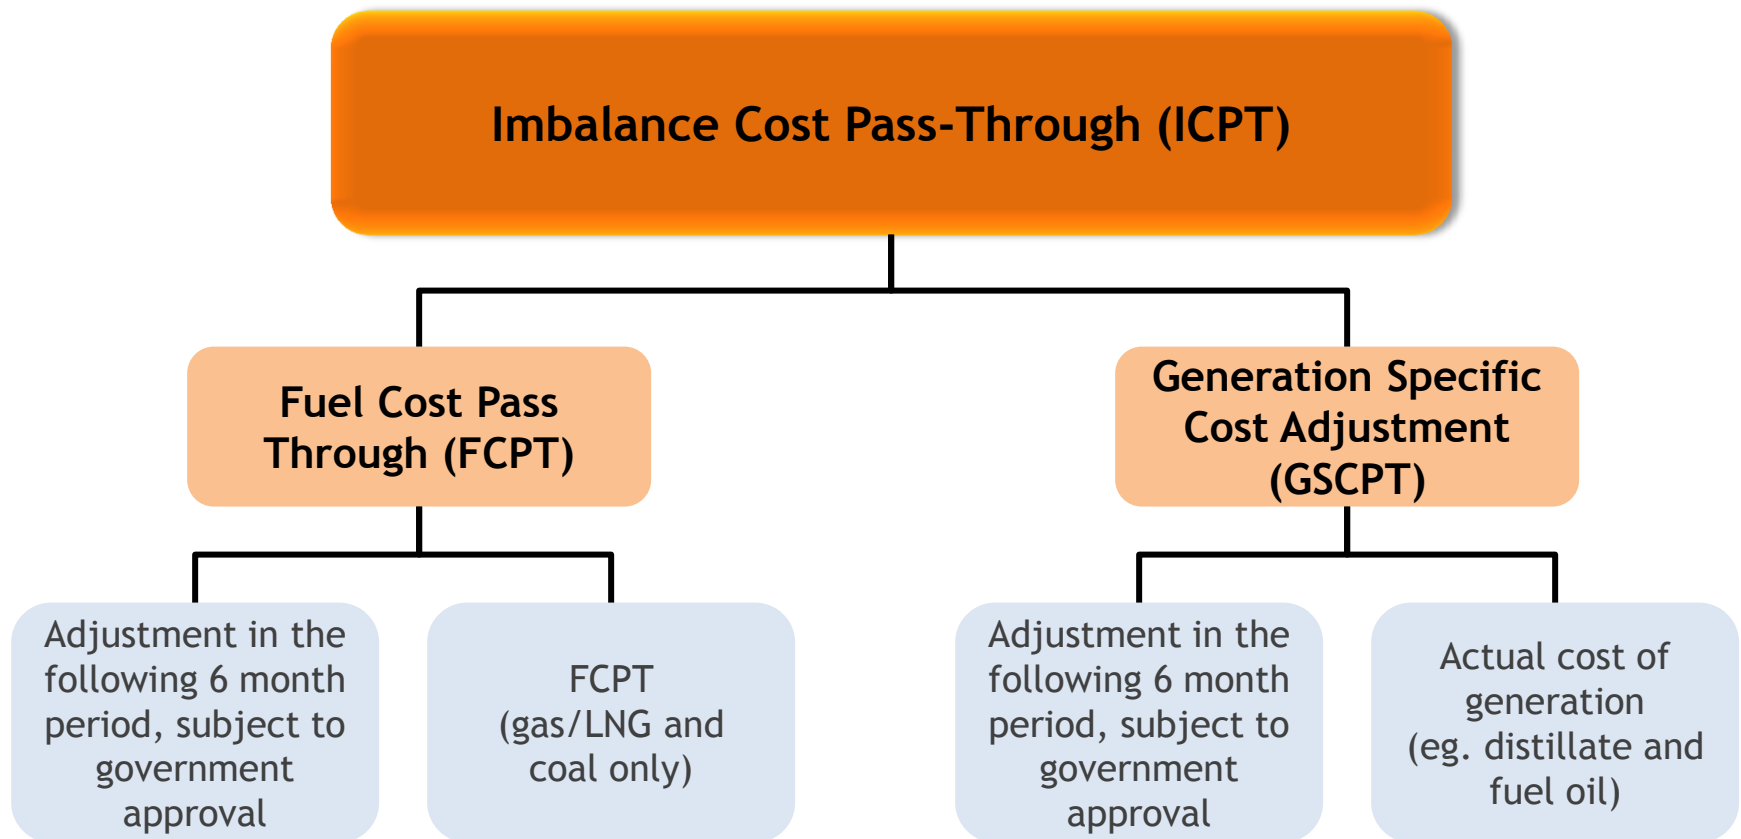 Imbalance Cost Pass-Through (ICPT)
Fuel Cost Pass
Through (FCPT)
Generation Specific
Cost Adjustment
(GSCPT)
Adjustment in the
following 6 month
period, subject to
government
approval
FCPT
(gas/LNG and
coal only)
Adjustment in the
following 6 month
period, subject to
government
approval
Actual cost of
generation
(eg. distillate and
fuel oil)